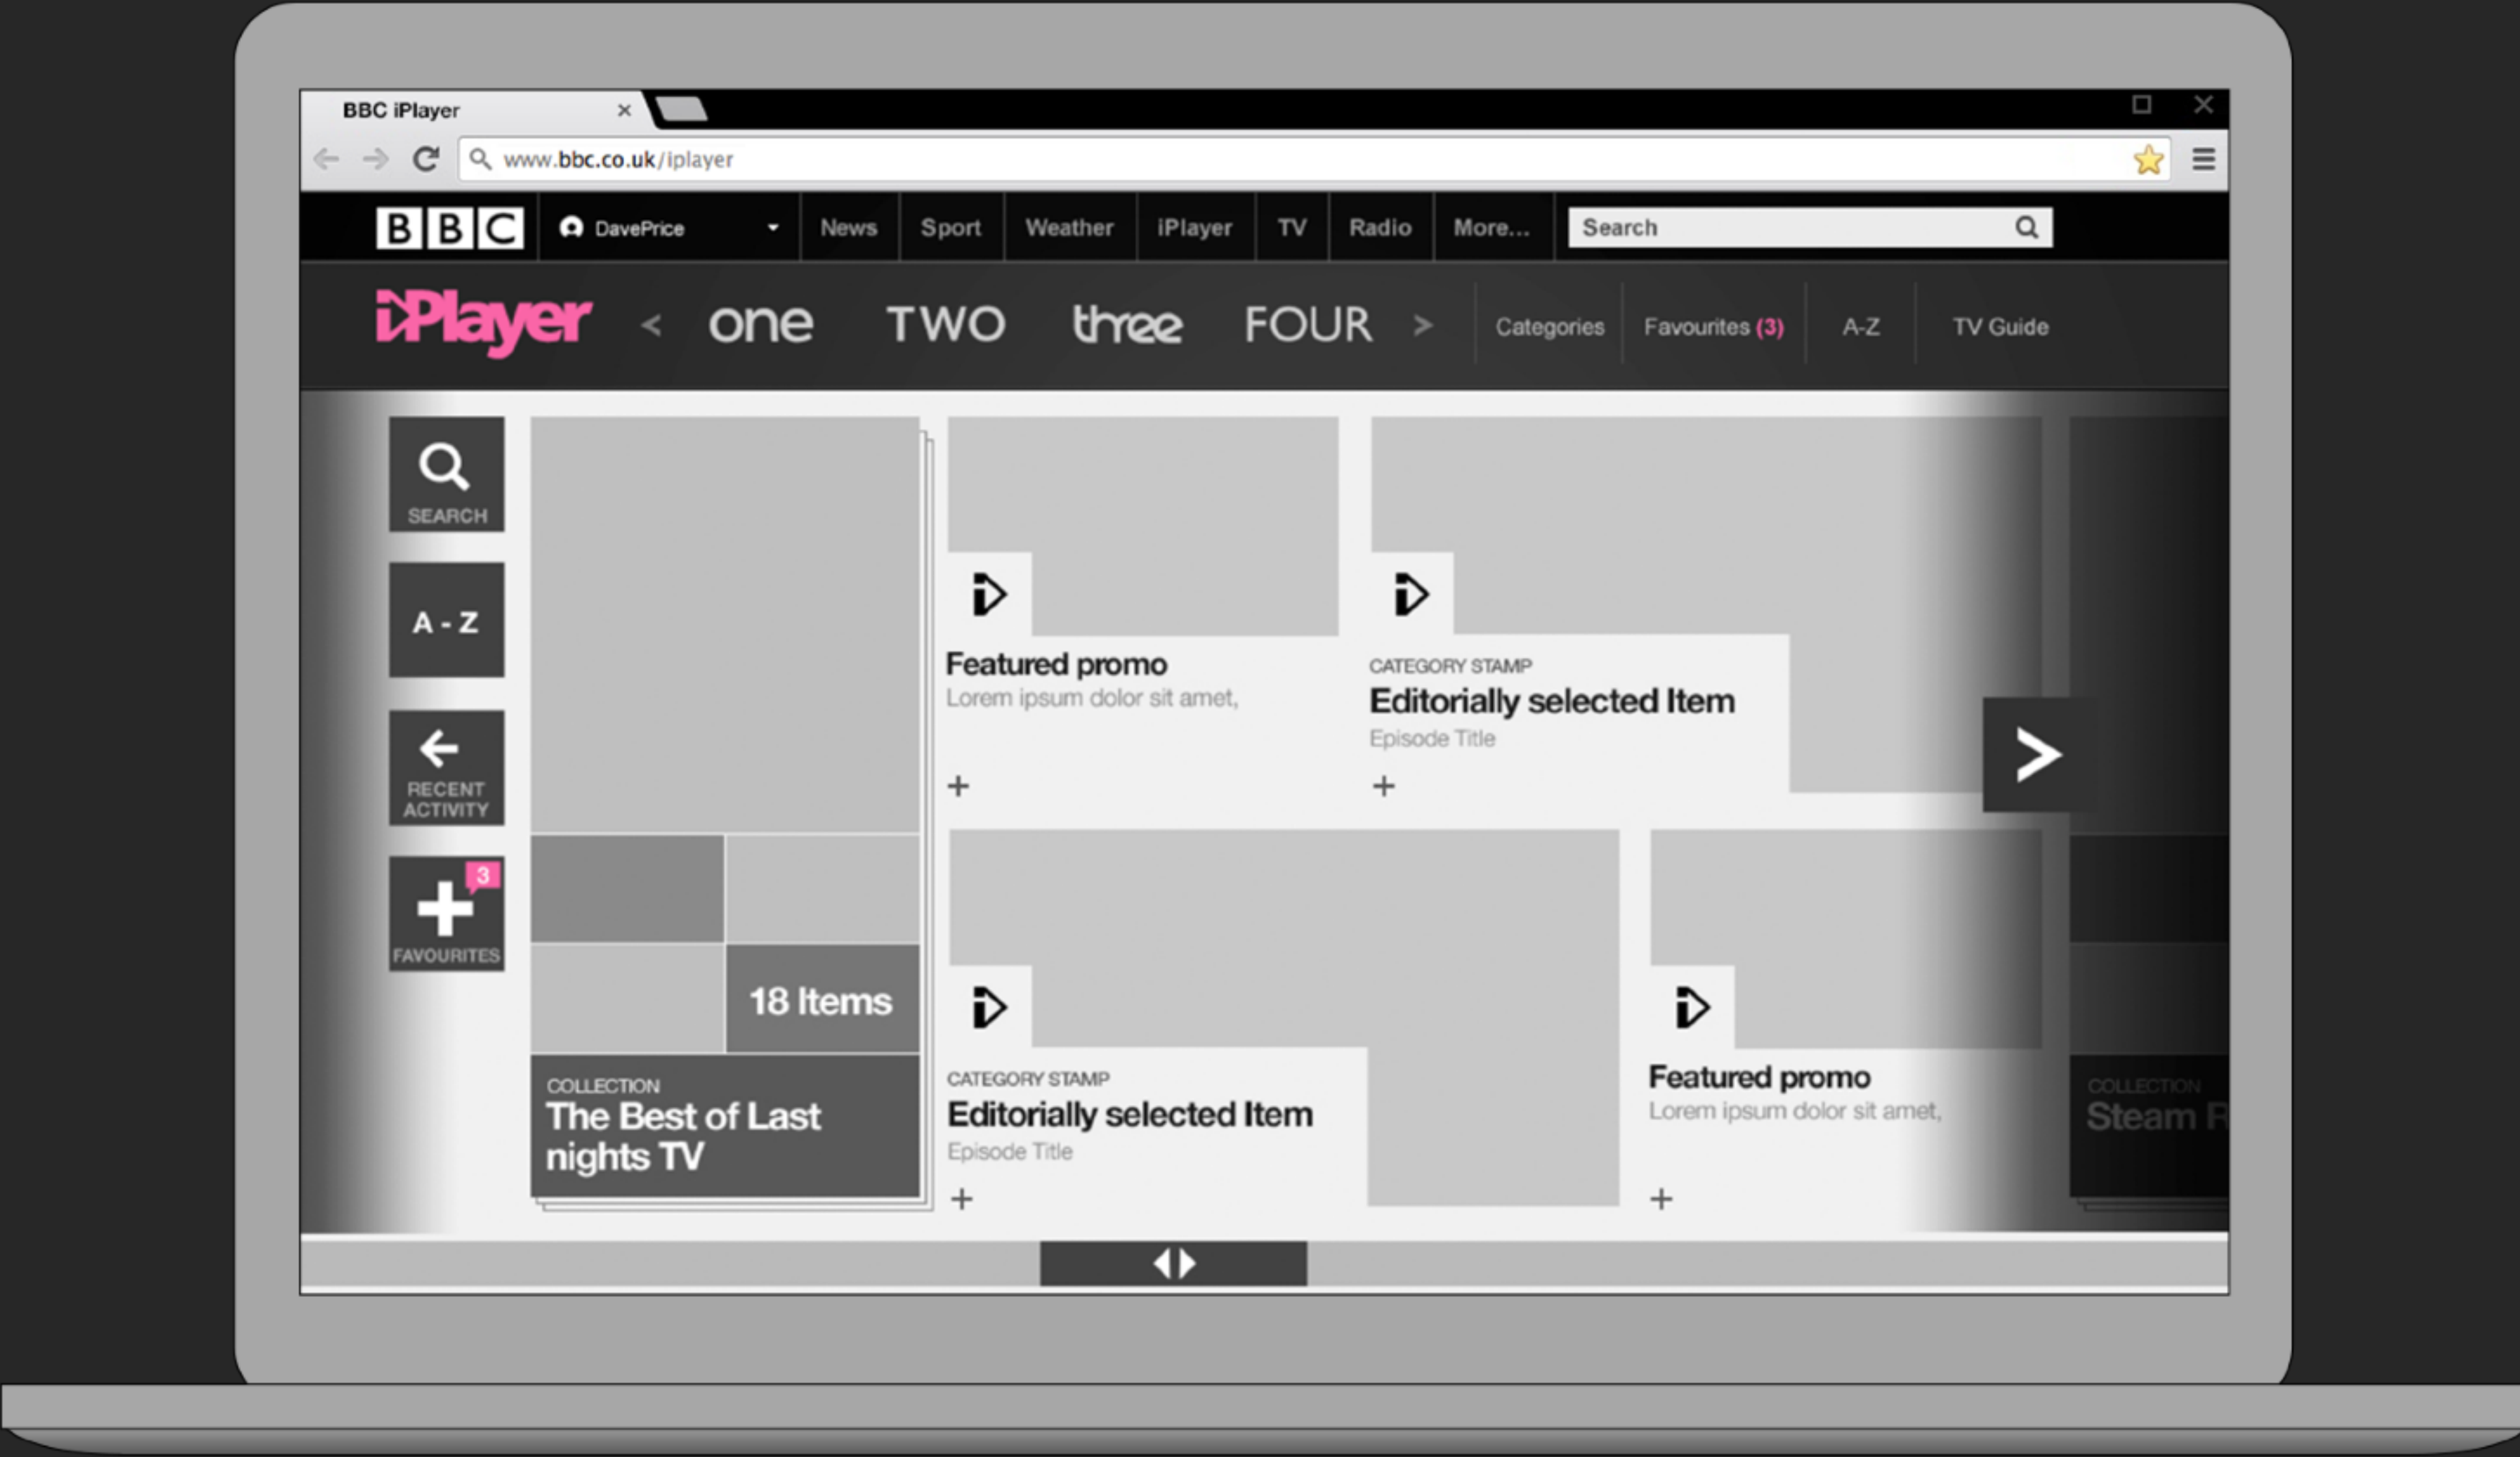 BBC iPlayer
www.bbc.co.uk/iplayer
BBC DavePrice News Sport Weather iPlayer TV Radio More... Search
iPlayer < one TWO three FOUR > Categories Favourites (3) A-Z TV Guide
SEARCH
A - Z
RECENT
ACTIVITY
3
FAVOURITES
18 Items
COLLECTION
The Best of Last
nights TV
Featured promo
Lorem ipsum dolor sit amet,
+
CATEGORY STAMP
Editorially selected Item
Episode Title
+
CATEGORY STAMP
Editorially selected Item
Episode Title
+
Featured promo
Lorem ipsum dolor sit amet,
+
COLLECTION
Steam R